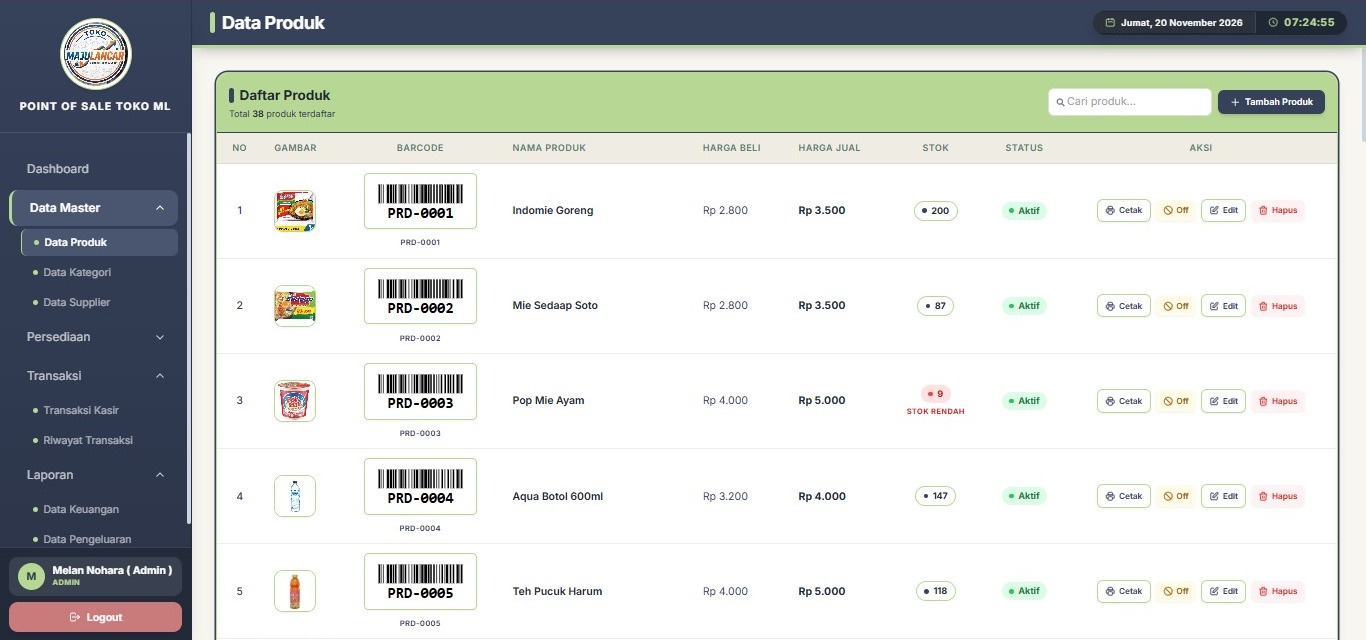 TOKO
MAJULANCAR
POINT OF SALE TOKO ML
Dashboard
Data Master
Data Produk
Data Kategori
Data Supplier
Persediaan
Transaksi
Transaksi Kasir
Riwayat Transaksi
Laporan
Data Keuangan
Data Pengeluaran
M
Melan Nohara ( Admin )
ADMIN
Logout
Data Produk
Jumat, 20 November 2026
07:24:55
Daftar Produk
Total 38 produk terdaftar
Cari produk...
+ Tambah Produk
NO GAMBAR BARCODE NAMA PRODUK HARGA BELI HARGA JUAL STOK STATUS AKSI
PRD-0001
1 Indomie Goreng Rp 2.800 Rp 3.500 200 Aktif Cetak Off Edit Hapus
PRD-0001
PRD-0002
2 Mie Sedaap Soto Rp 2.800 Rp 3.500 87 Aktif Cetak Off Edit Hapus
PRD-0002
PRD-0003
3 Pop Mie Ayam Rp 4.000 Rp 5.000 9 Aktif Cetak Off Edit Hapus
STOK RENDAH
PRD-0003
PRD-0004
4 Aqua Botol 600ml Rp 3.200 Rp 4.000 147 Aktif Cetak Off Edit Hapus
PRD-0004
PRD-0005
5 Teh Pucuk Harum Rp 4.000 Rp 5.000 118 Aktif Cetak Off Edit Hapus
PRD-0005